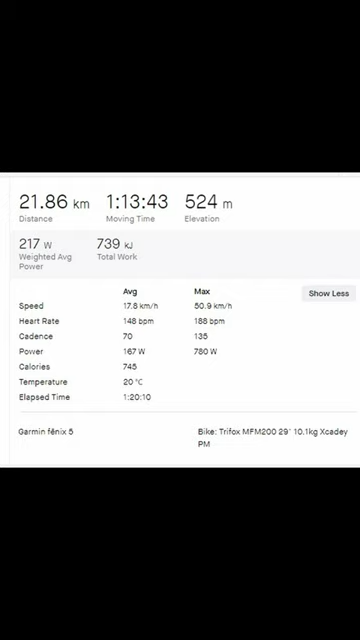 21.86 km 1:13:43 524 m
Distance Moving Time Elevation
217 W 739 kJ
Weighted Avg Power Total Work
Avg Max Show Less
Speed 17.8 km/h 50.9 km/h
Heart Rate 148 bpm 188 bpm
Cadence 70 135
Power 167 W 780 W
Calories 745
Temperature 20 ℃
Elapsed Time 1:20:10
Garmin fēnix 5 Bike: Trifox MFM200 29" 10.1kg Xcadey
PM